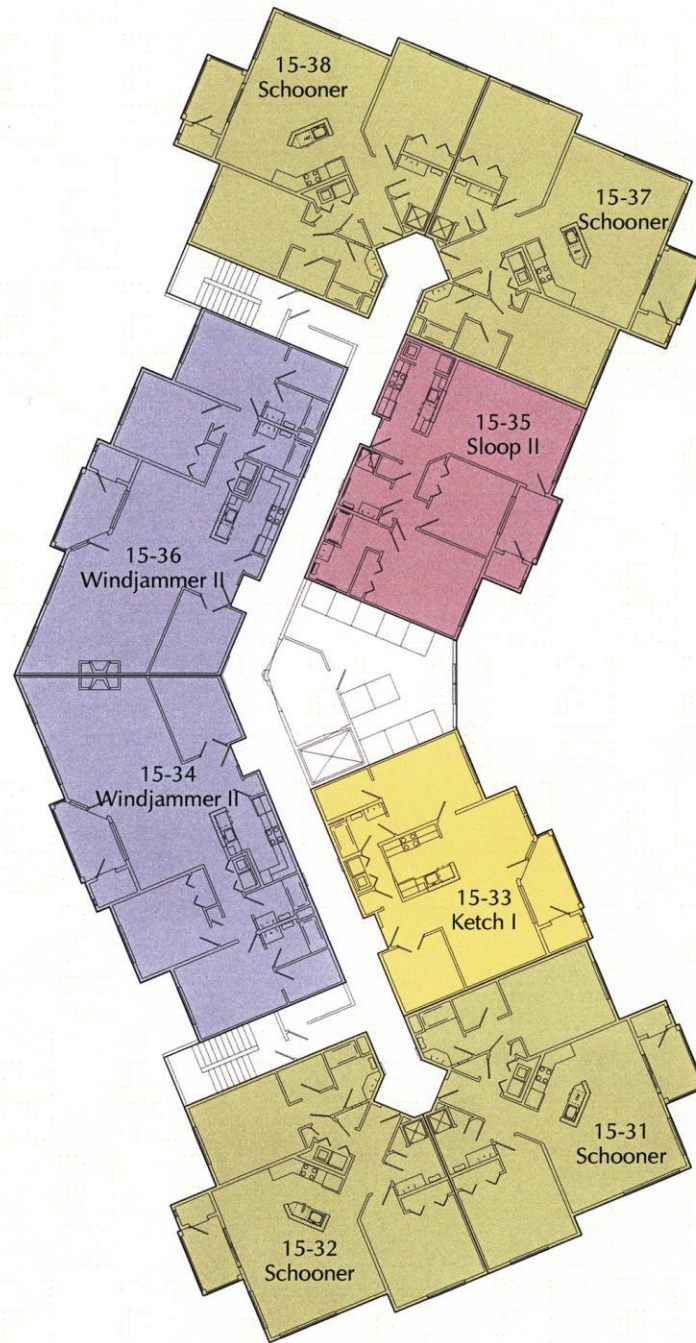 15-38
Schooner
15-37
Schooner
15-35
Sloop II
15-36
Windjammer II
15-34
Windjammer II
15-33
Ketch I
15-31
Schooner
15-32
Schooner